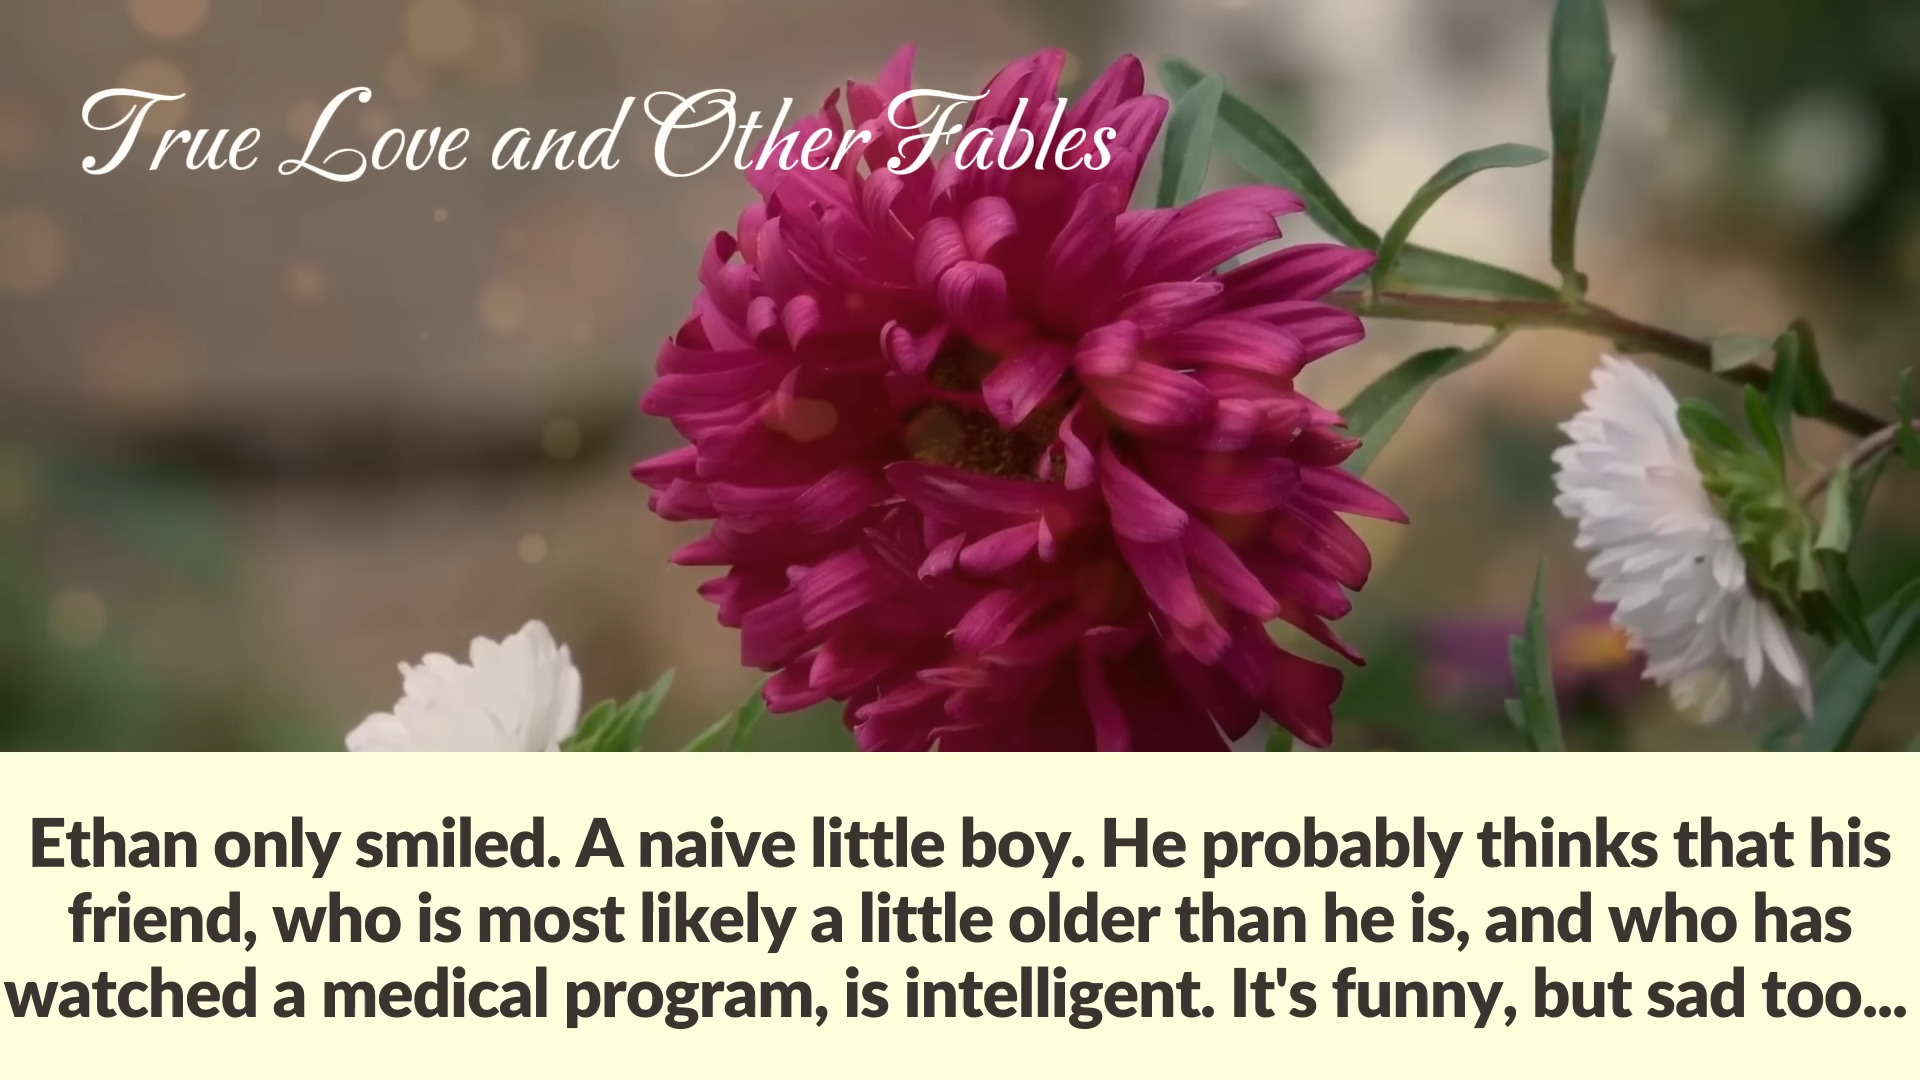 True Love and Other Fables
Ethan only smiled. A naive little boy. He probably thinks that his
friend, who is most likely a little older than he is, and who has
watched a medical program, is intelligent. It's funny, but sad too...